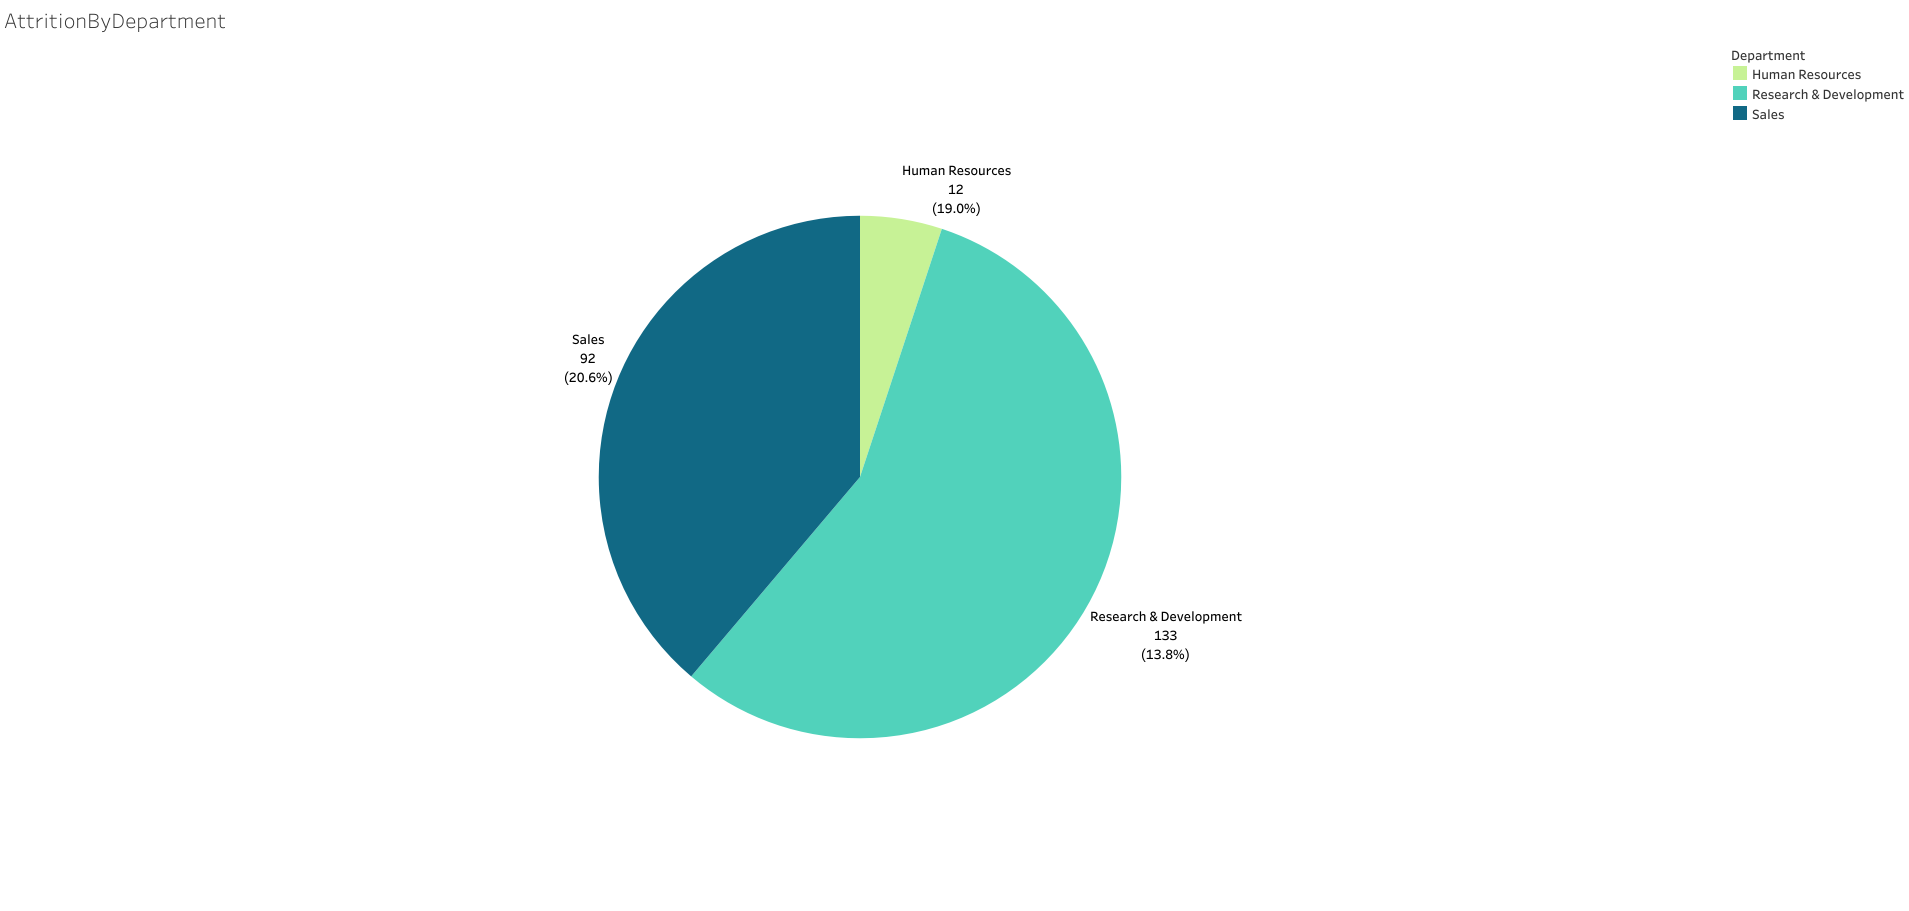 AttritionByDepartment
Department
Human Resources
Research & Development
Sales
Human Resources
12
(19.0%)
Sales
92
(20.6%)
Research & Development
133
(13.8%)